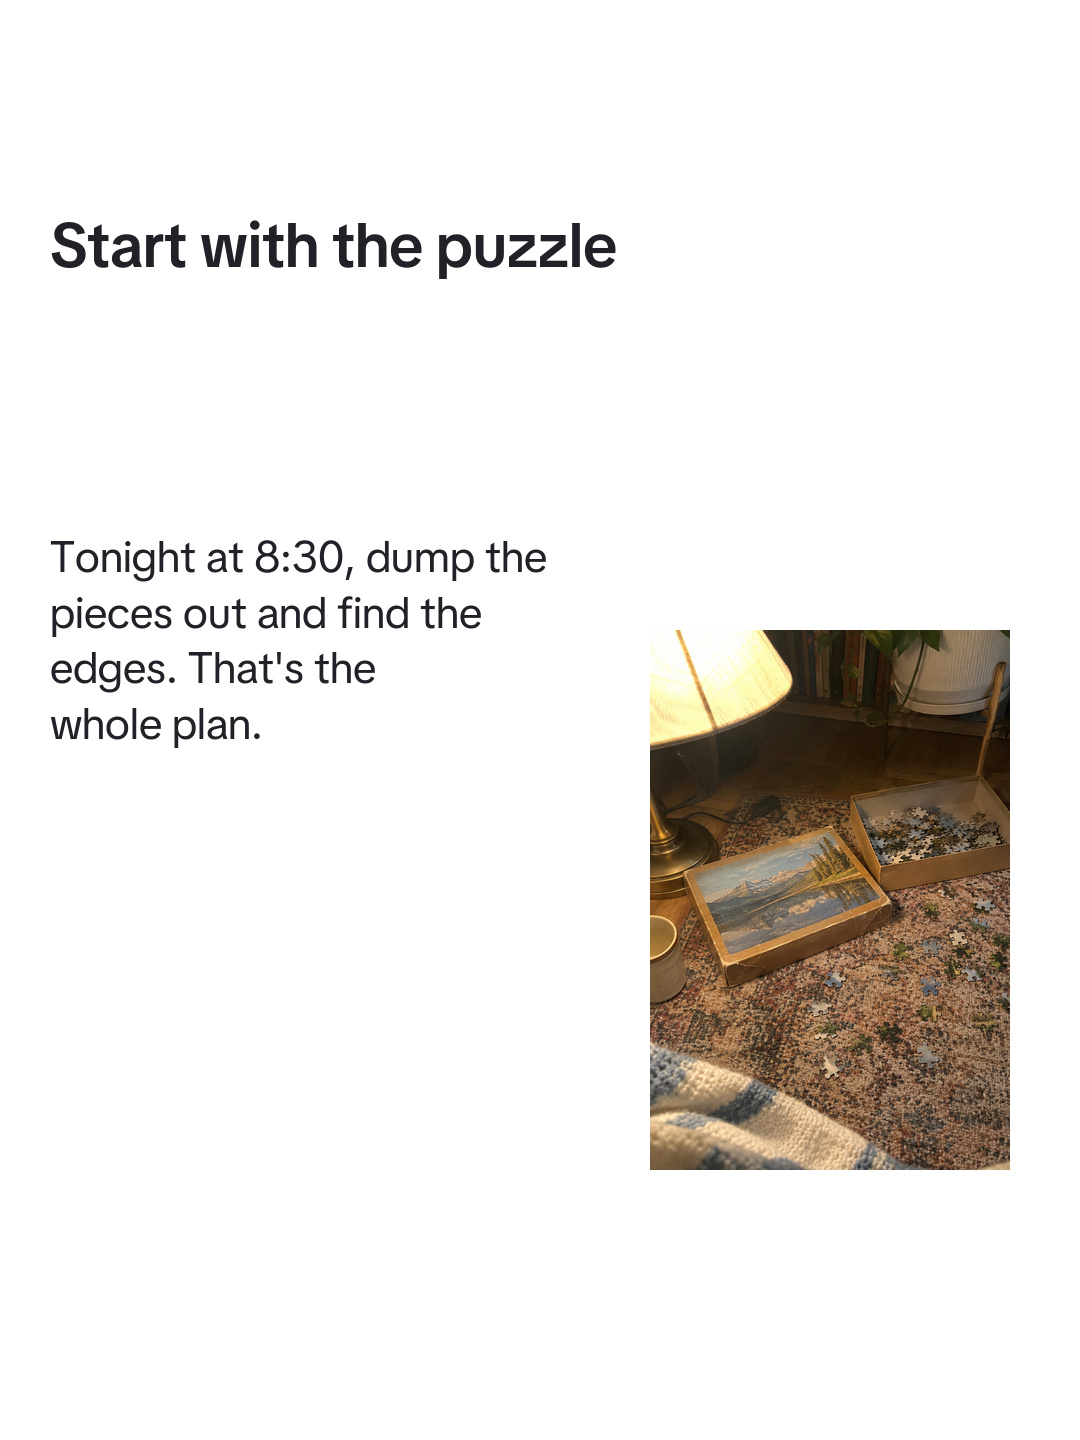 Start with the puzzle
Tonight at 8:30, dump the
pieces out and find the
edges. That's the
whole plan.